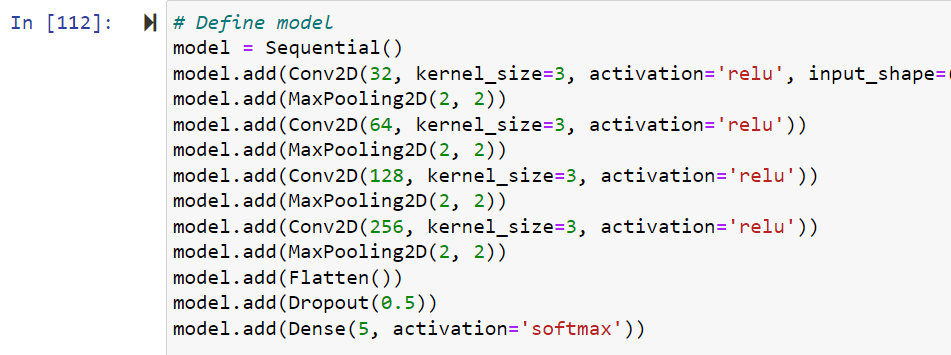 In [112]:
# Define model
model = Sequential()
model.add(Conv2D(32, kernel_size=3, activation='relu', input_shape=(
model.add(MaxPooling2D(2, 2))
model.add(Conv2D(64, kernel_size=3, activation='relu'))
model.add(MaxPooling2D(2, 2))
model.add(Conv2D(128, kernel_size=3, activation='relu'))
model.add(MaxPooling2D(2, 2))
model.add(Conv2D(256, kernel_size=3, activation='relu'))
model.add(MaxPooling2D(2, 2))
model.add(Flatten())
model.add(Dropout(0.5))
model.add(Dense(5, activation='softmax'))